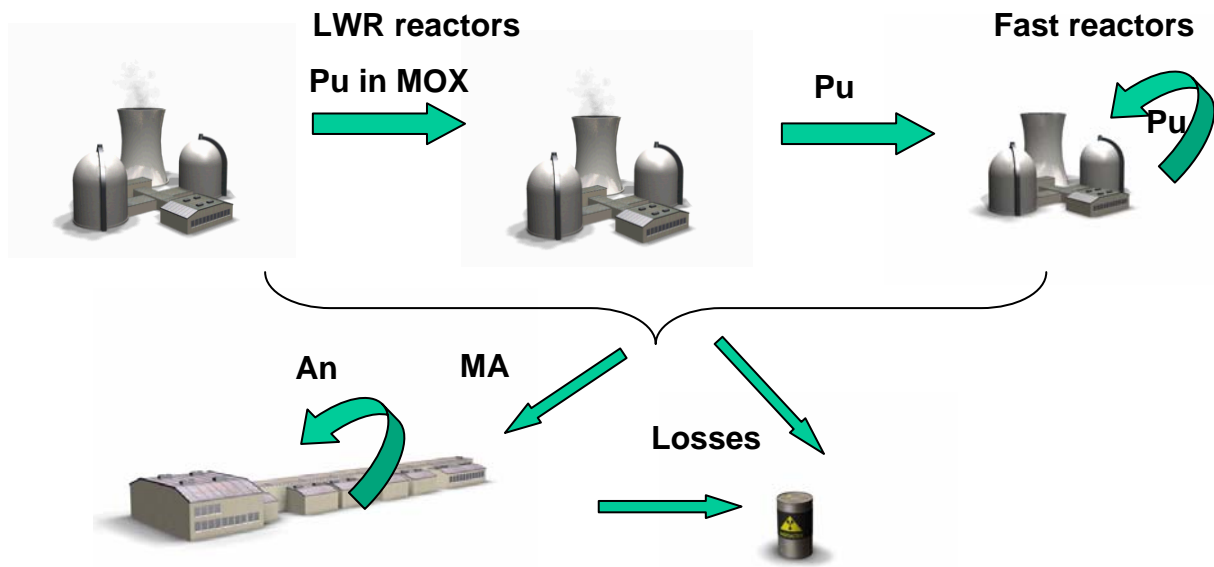 LWR reactors
Fast reactors
Pu in MOX
Pu
Pu
An
MA
Losses